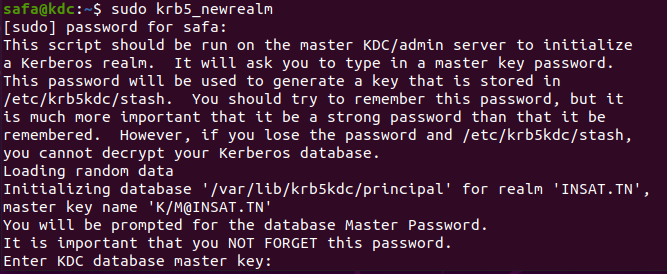 safa@kdc:~$ sudo krb5_newrealm
[sudo] password for safa:
This script should be run on the master KDC/admin server to initialize
a Kerberos realm.  It will ask you to type in a master key password.
This password will be used to generate a key that is stored in
/etc/krb5kdc/stash.  You should try to remember this password, but it
is much more important that it be a strong password than that it be
remembered.  However, if you lose the password and /etc/krb5kdc/stash,
you cannot decrypt your Kerberos database.
Loading random data
Initializing database '/var/lib/krb5kdc/principal' for realm 'INSAT.TN',
master key name 'K/M@INSAT.TN'
You will be prompted for the database Master Password.
It is important that you NOT FORGET this password.
Enter KDC database master key: